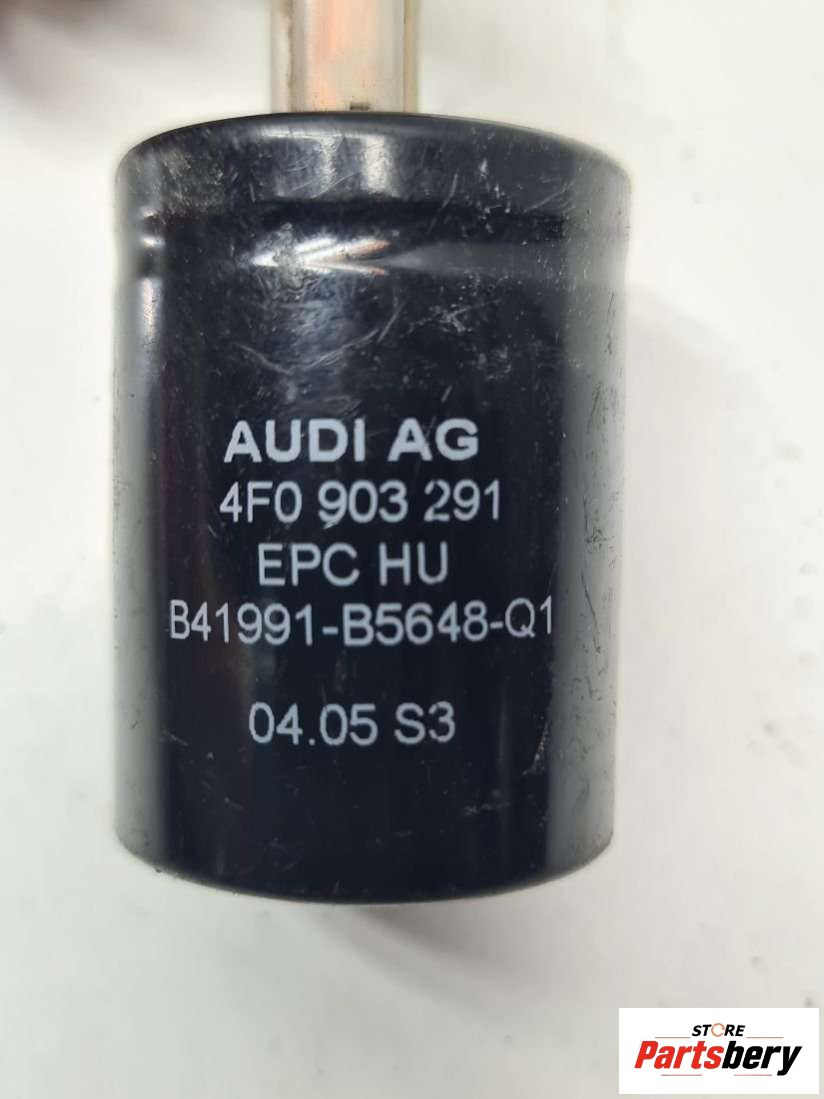 AUDI AG
4F0 903 291
EPC HU
B41991-B5648-Q1
04.05 S3
STORE
Partsbery